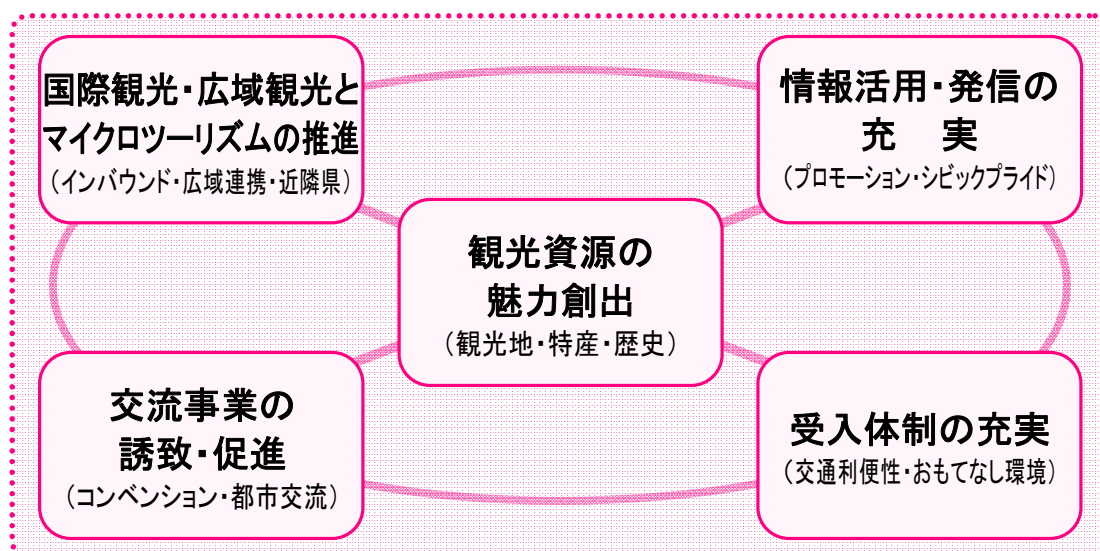 国際観光・広域観光と
マイクロツーリズムの推進
（インバウンド・広域連携・近隣県）
情報活用・発信の
充　実
（プロモーション・シビックプライド）
観光資源の
魅力創出
（観光地・特産・歴史）
交流事業の
誘致・促進
（コンベンション・都市交流）
受入体制の充実
（交通利便性・おもてなし環境）